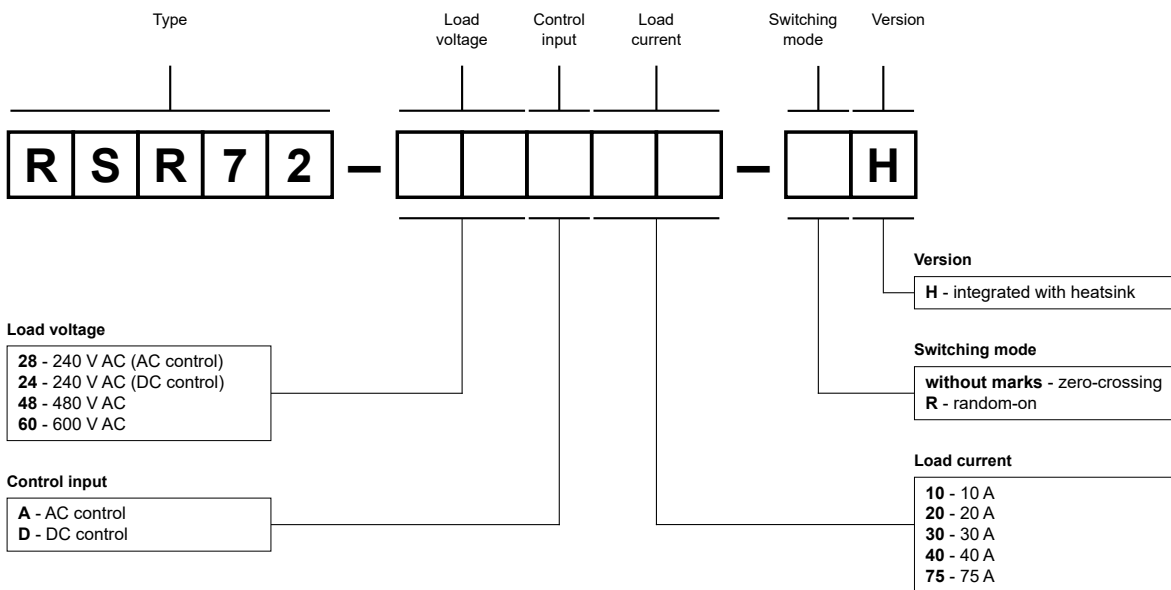 Type
Load
voltage
Control
input
Load
current
Switching
mode
Version
R S R 7 2 – – H
Version
H - integrated with heatsink
Load voltage
28 - 240 V AC (AC control)
24 - 240 V AC (DC control)
48 - 480 V AC
60 - 600 V AC
Switching mode
without marks - zero-crossing
R - random-on
Control input
A - AC control
D - DC control
Load current
10 - 10 A
20 - 20 A
30 - 30 A
40 - 40 A
75 - 75 A